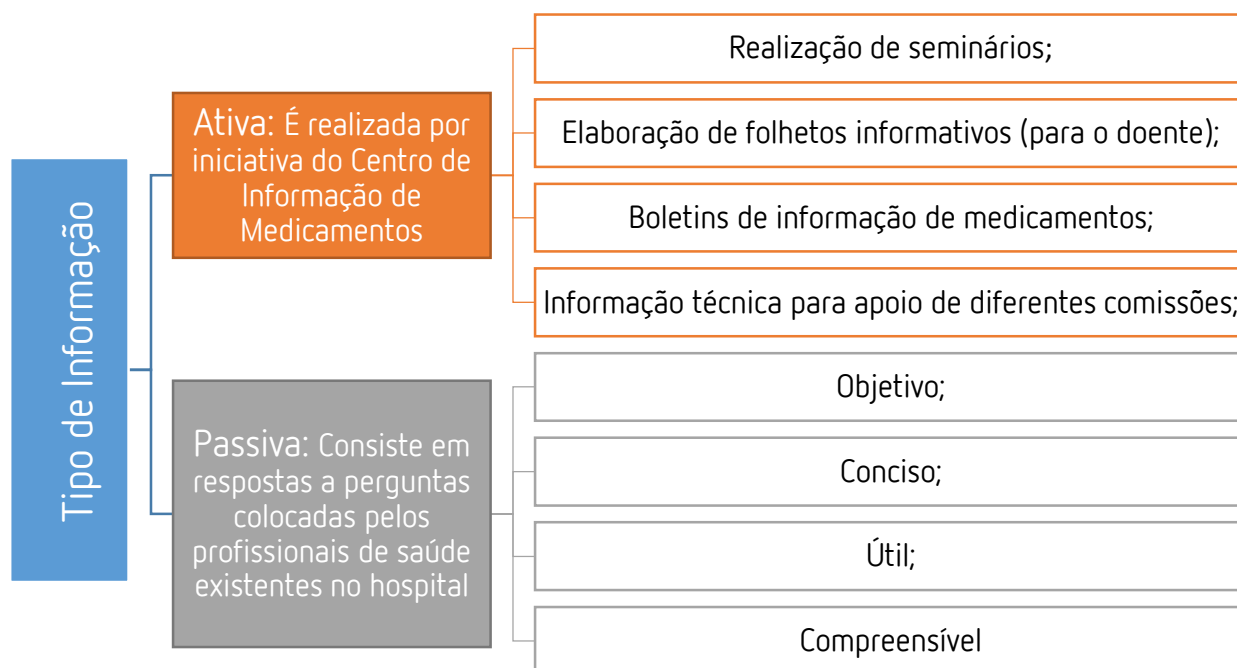 Tipo de Informação
Ativa: É realizada por
iniciativa do Centro de
Informação de
Medicamentos
Realização de seminários;
Elaboração de folhetos informativos (para o doente);
Boletins de informação de medicamentos;
Informação técnica para apoio de diferentes comissões;
Passiva: Consiste em
respostas a perguntas
colocadas pelos
profissionais de saúde
existentes no hospital
Objetivo;
Conciso;
Útil;
Compreensível